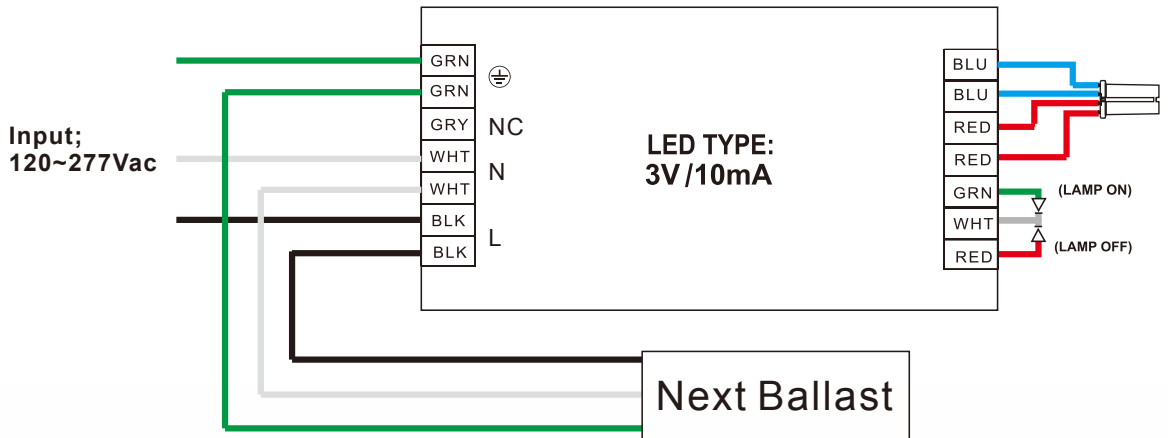 Input;
120~277Vac
GRN
GRN
GRY NC
WHT
N
WHT
BLK
L
BLK
LED TYPE:
3V/10mA
BLU
BLU
RED
RED
GRN (LAMP ON)
WHT
RED (LAMP OFF)
Next Ballast